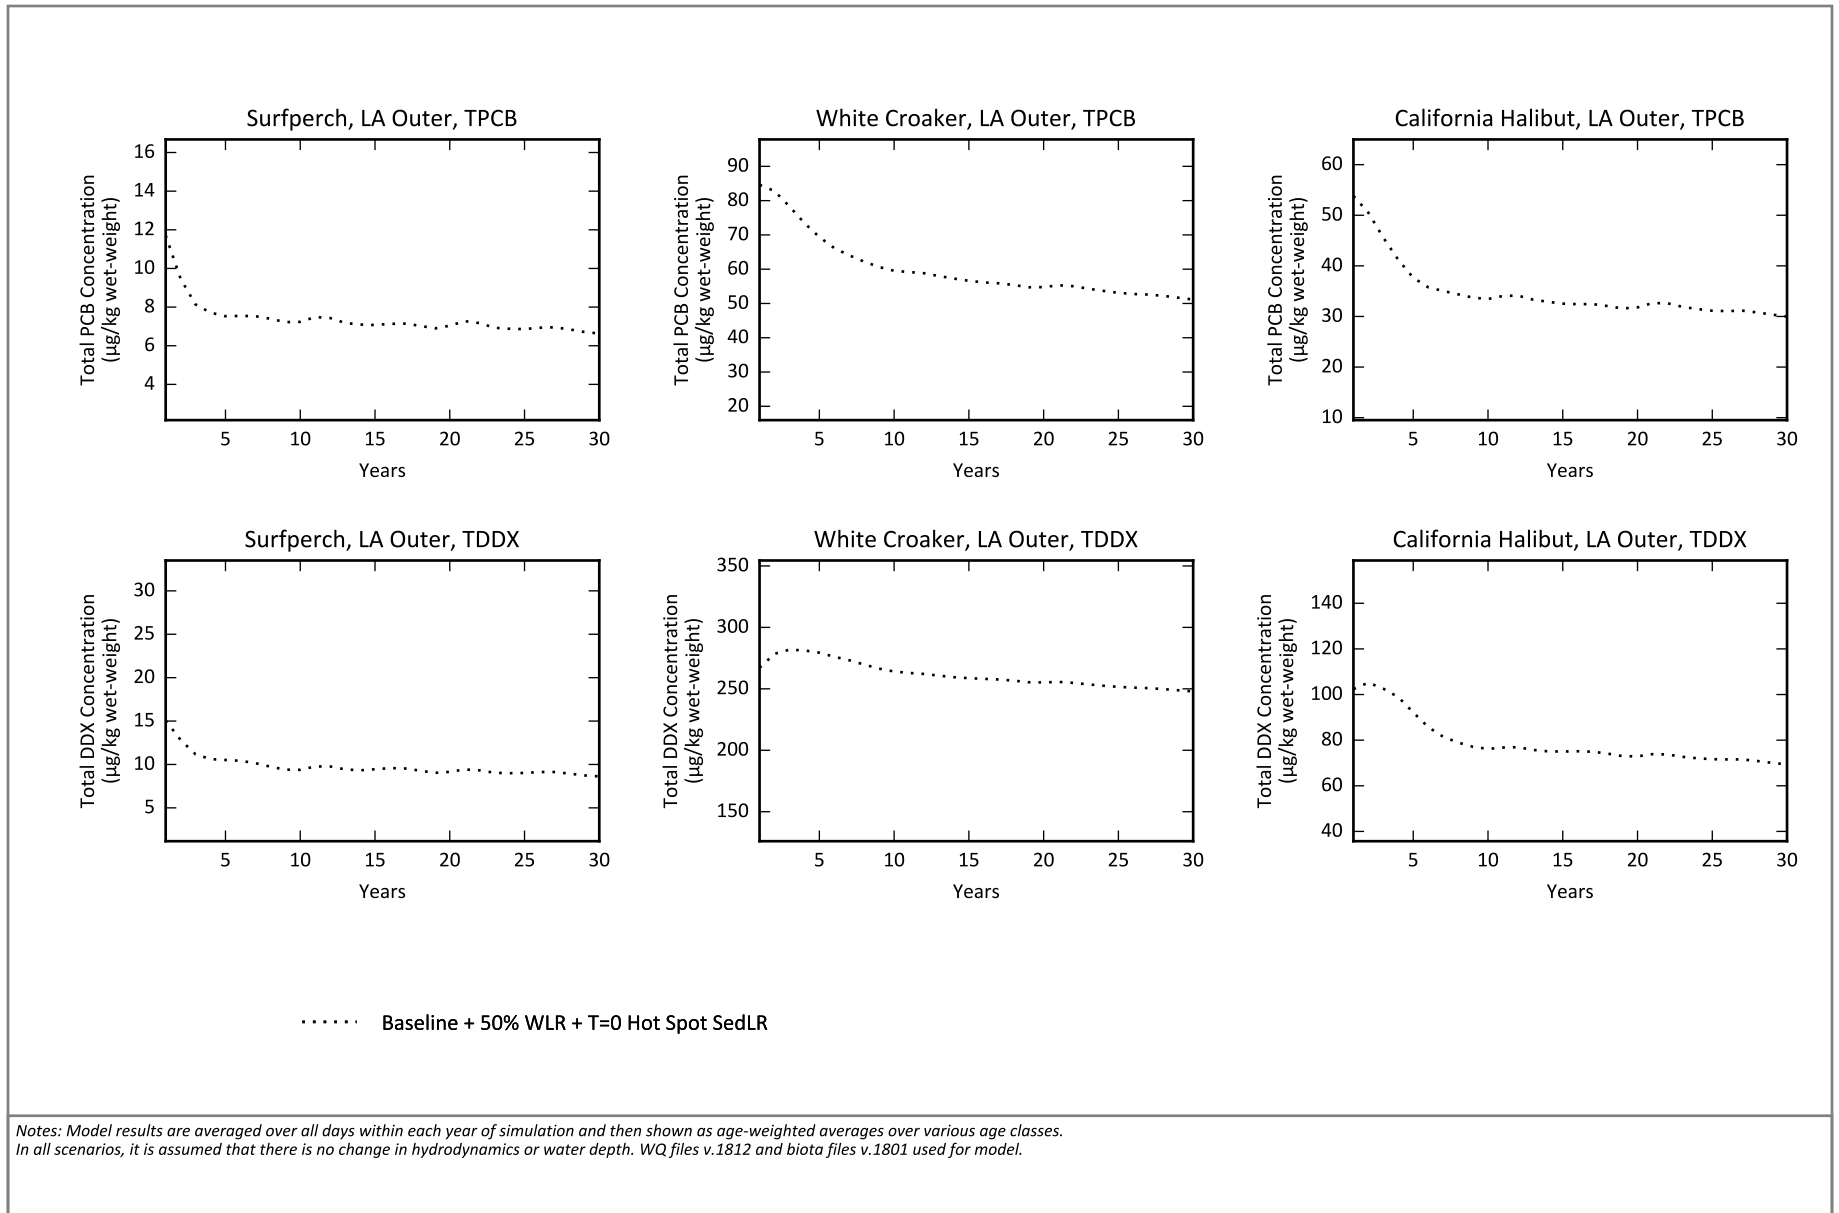 Surfperch, LA Outer, TPCB
Total PCB Concentration
(µg/kg wet-weight)
16
14
12
10
8
6
4
5 10 15 20 25 30
Years
White Croaker, LA Outer, TPCB
Total PCB Concentration
(µg/kg wet-weight)
90
80
70
60
50
40
30
20
5 10 15 20 25 30
Years
California Halibut, LA Outer, TPCB
Total PCB Concentration
(µg/kg wet-weight)
60
50
40
30
20
10
5 10 15 20 25 30
Years
Surfperch, LA Outer, TDDX
Total DDX Concentration
(µg/kg wet-weight)
30
25
20
15
10
5
5 10 15 20 25 30
Years
White Croaker, LA Outer, TDDX
Total DDX Concentration
(µg/kg wet-weight)
350
300
250
200
150
5 10 15 20 25 30
Years
California Halibut, LA Outer, TDDX
Total DDX Concentration
(µg/kg wet-weight)
140
120
100
80
60
40
5 10 15 20 25 30
Years
Baseline + 50% WLR + T=0 Hot Spot SedLR
Notes: Model results are averaged over all days within each year of simulation and then shown as age-weighted averages over various age classes.
In all scenarios, it is assumed that there is no change in hydrodynamics or water depth. WQ files v.1812 and biota files v.1801 used for model.